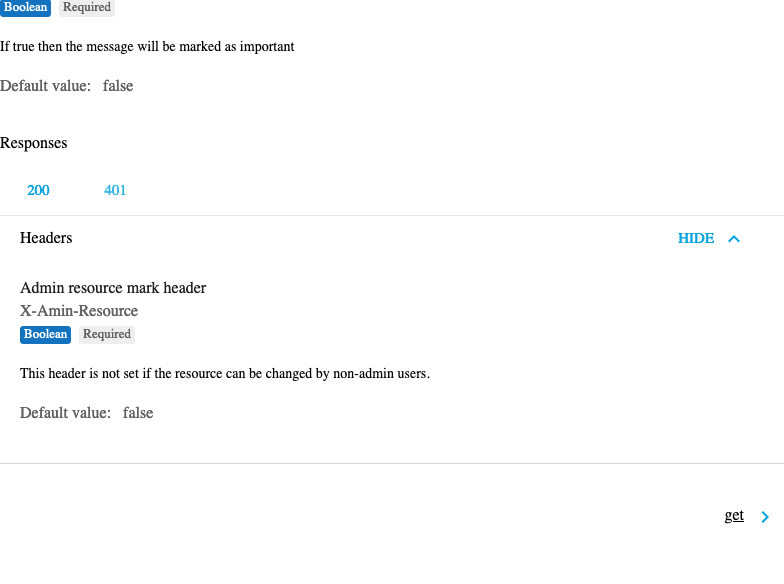 Boolean Required
If true then the message will be marked as important
Default value: false
Responses
200 401
Headers HIDE
Admin resource mark header
X-Amin-Resource
Boolean Required
This header is not set if the resource can be changed by non-admin users.
Default value: false
get